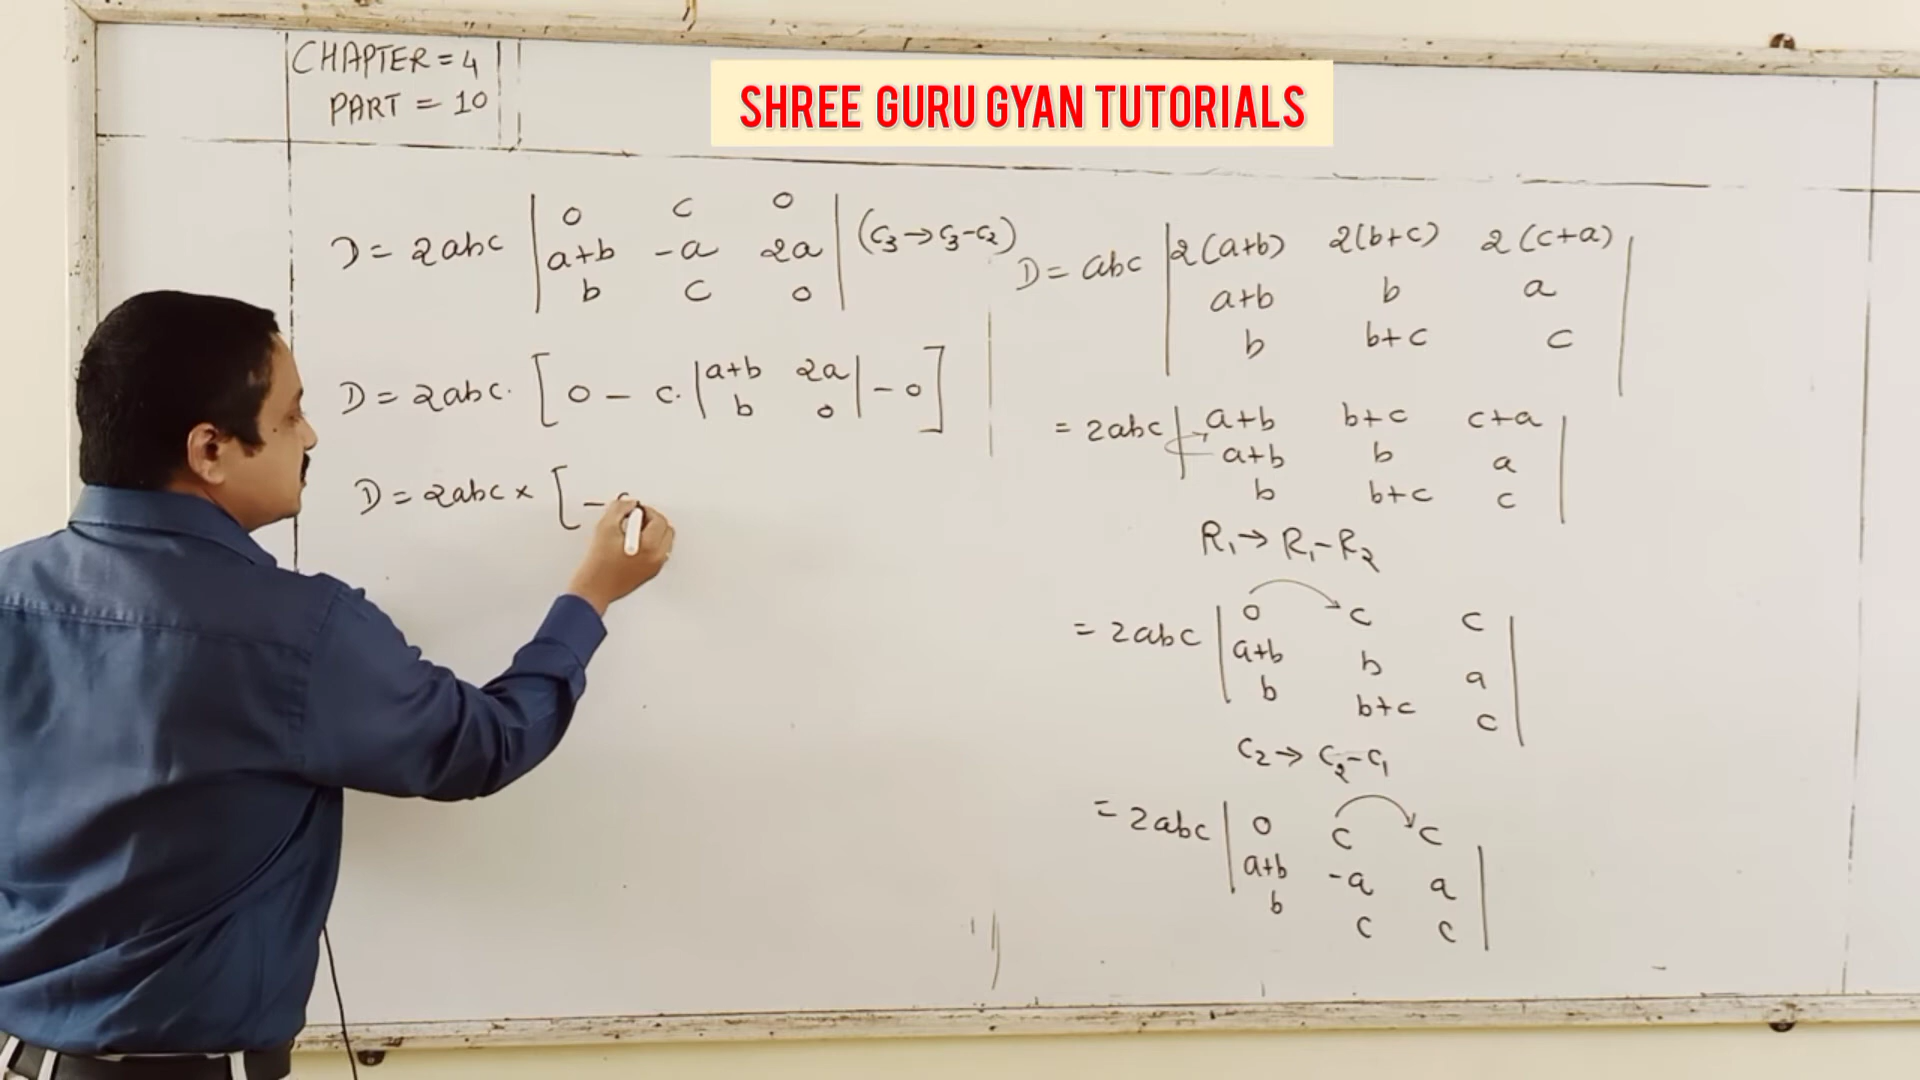 CHAPTER = 4
PART = 10
SHREE GURU GYAN TUTORIALS
D = 2abc | 0 c 0 | (C3 → C3-C2)
a+b -a 2a
b c 0
D = 2abc. [ 0 - c. | a+b 2a | - 0 ]
b 0
D = 2abc × [ - c
D = abc | 2(a+b) 2(b+c) 2(c+a) |
a+b b a
b b+c c
= 2abc | a+b b+c c+a |
a+b b a
b b+c c
R1 → R1-R2
= 2abc | 0 c c |
a+b b a
b b+c c
C2 → C2-C1
= 2abc | 0 c c |
a+b -a a
b c c